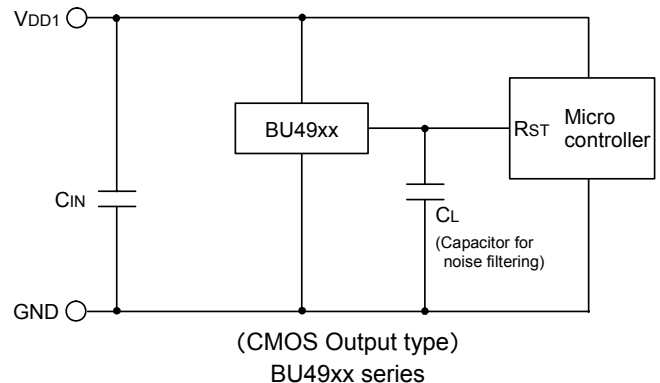 VDD1
BU49xx
RST
Micro
controller
CIN
CL
(Capacitor for
noise filtering)
GND
(CMOS Output type)
BU49xx series